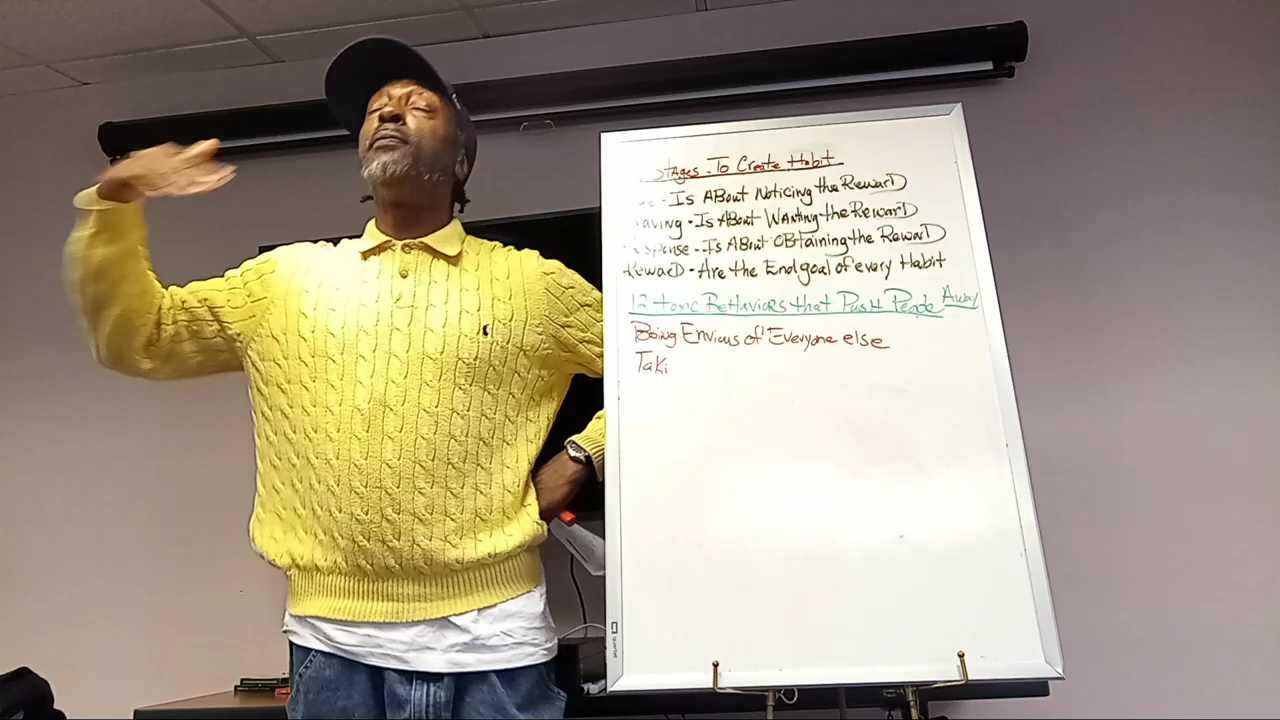 Stages - To Create Habit
- Is ABout Noticing the RewarD
aving - Is ABout Wanting the RewarD
sponse - Is ABout OBtaining the RewarD
RewarD - Are the End goal of every Habit
12 toxic BeHaviors that PusH People Away
Being Envious of Everyone else
Taki
quartet